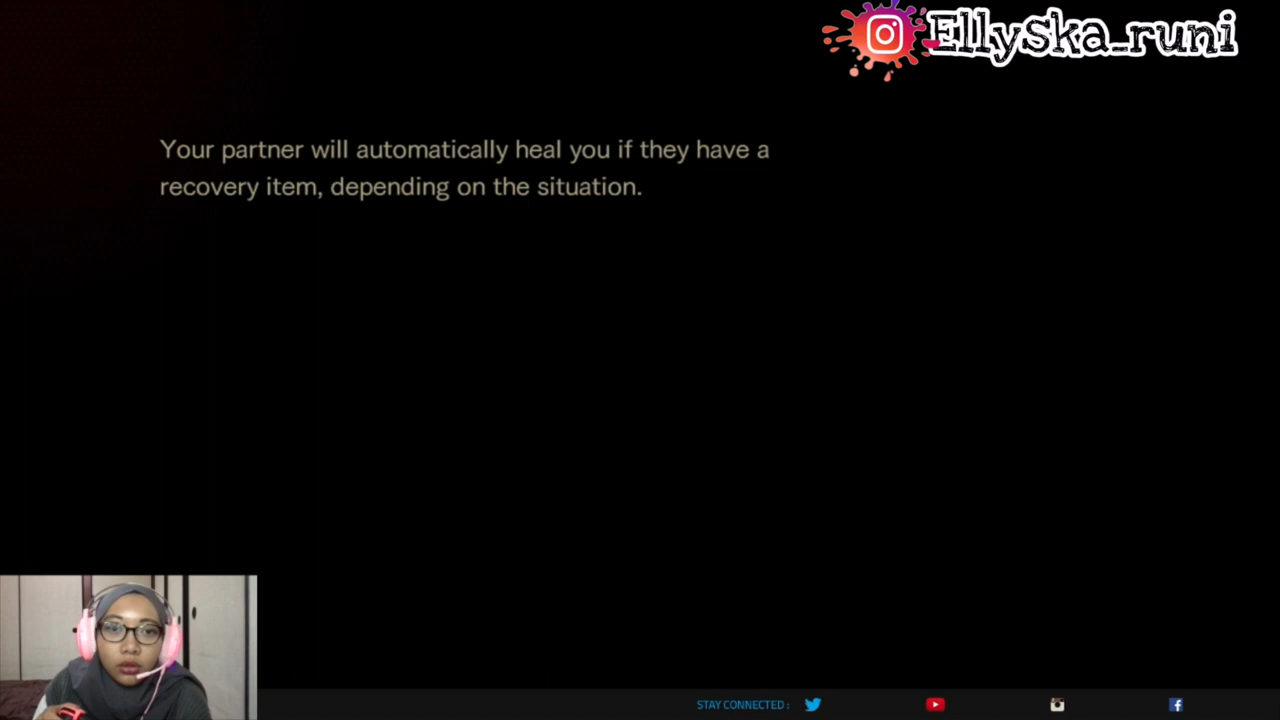 EllySka_runi
Your partner will automatically heal you if they have a
recovery item, depending on the situation.
STAY CONNECTED :